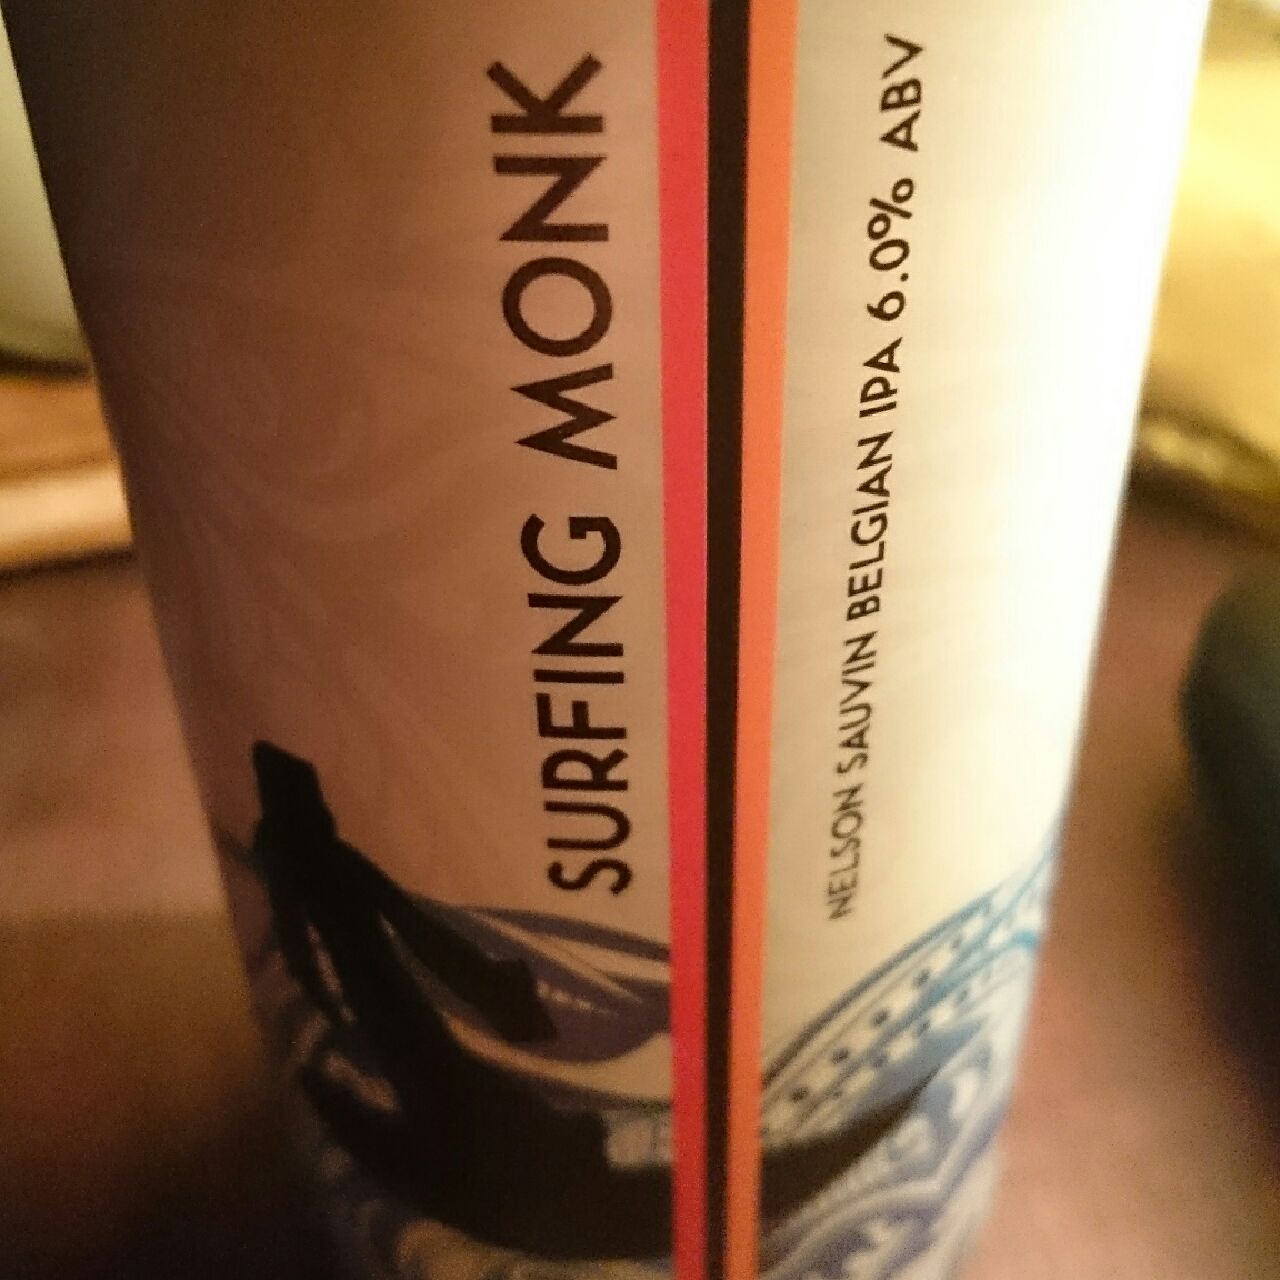 SURFING MONK
NELSON SAUVIN BELGIAN IPA 6.0% ABV